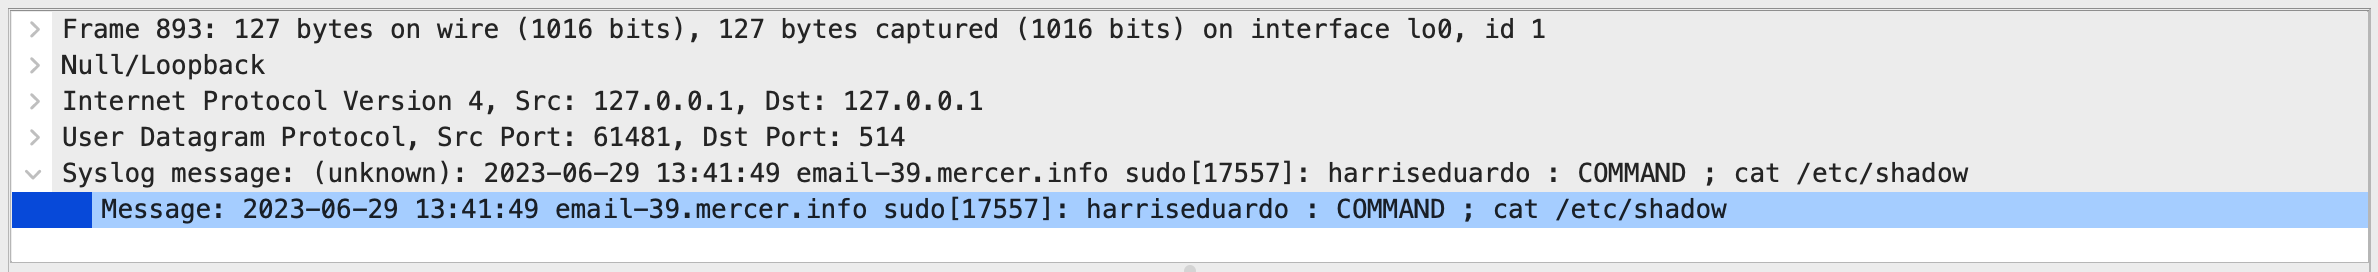 Frame 893: 127 bytes on wire (1016 bits), 127 bytes captured (1016 bits) on interface lo0, id 1
Null/Loopback
Internet Protocol Version 4, Src: 127.0.0.1, Dst: 127.0.0.1
User Datagram Protocol, Src Port: 61481, Dst Port: 514
Syslog message: (unknown): 2023-06-29 13:41:49 email-39.mercer.info sudo[17557]: harriseduardo : COMMAND ; cat /etc/shadow
Message: 2023-06-29 13:41:49 email-39.mercer.info sudo[17557]: harriseduardo : COMMAND ; cat /etc/shadow